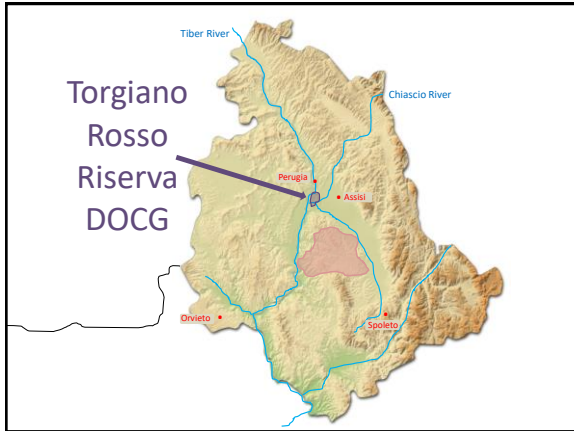 Tiber River
Chiascio River
Torgiano
Rosso
Riserva
DOCG
Perugia
Assisi
Orvieto
Spoleto